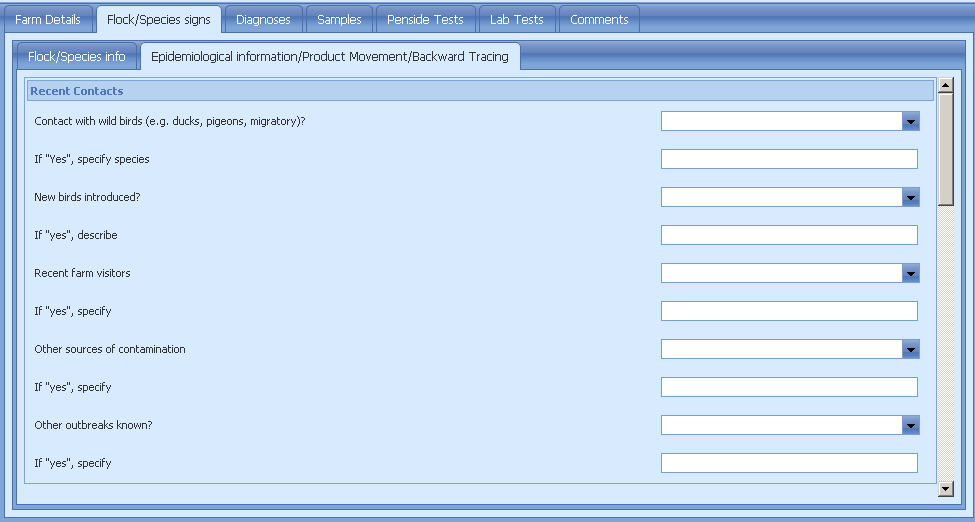 Farm Details Flock/Species signs Diagnoses Samples Penside Tests Lab Tests Comments
Flock/Species info Epidemiological information/Product Movement/Backward Tracing
Recent Contacts
Contact with wild birds (e.g. ducks, pigeons, migratory)?
If "Yes", specify species
New birds introduced?
If "yes", describe
Recent farm visitors
If "yes", specify
Other sources of contamination
If "yes", specify
Other outbreaks known?
If "yes", specify